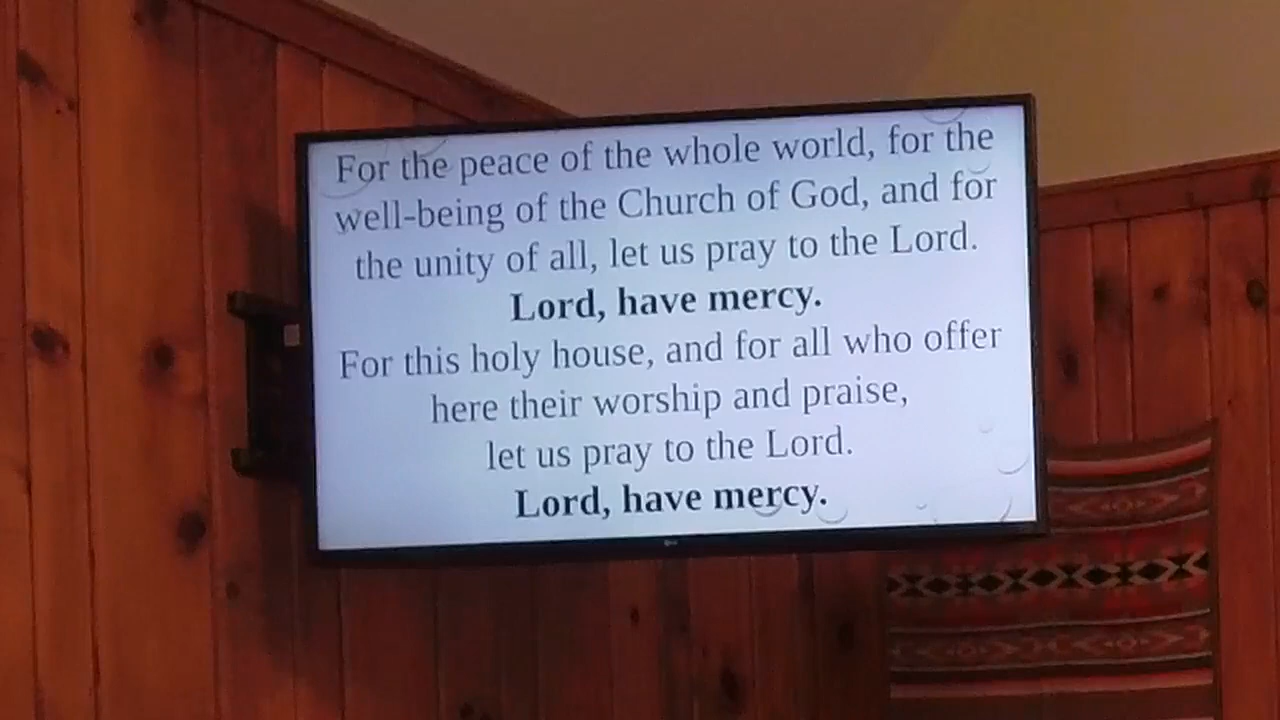 For the peace of the whole world, for the
well-being of the Church of God, and for
the unity of all, let us pray to the Lord.
Lord, have mercy.
For this holy house, and for all who offer
here their worship and praise,
let us pray to the Lord.
Lord, have mercy.